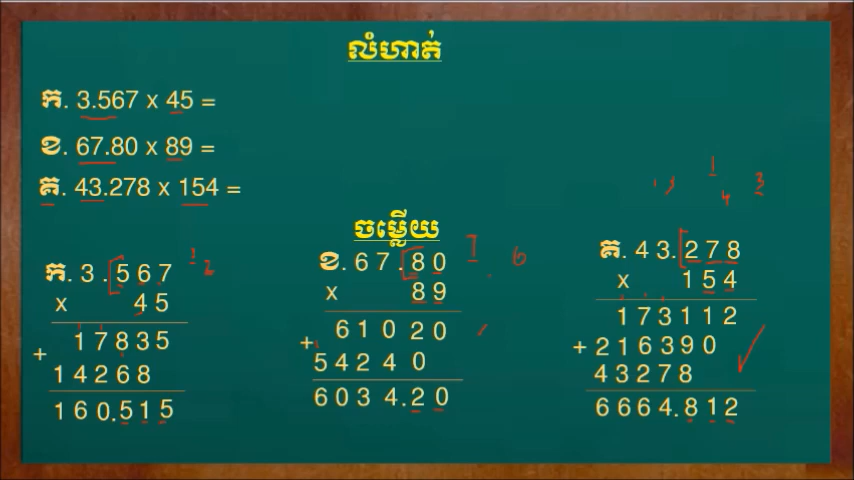 លំហាត់
ក. 3.567 x 45 =
ខ. 67.80 x 89 =
គ. 43.278 x 154 =
ចម្លើយ
ក. 3.567
x 45
17835
+
14268
160.515
ខ. 67.80
x 89
61020
+
54240
6034.20
គ. 43.278
x 154
173112
+ 216390
43278
6664.812